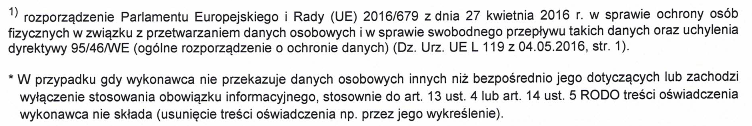 1) rozporządzenie Parlamentu Europejskiego i Rady (UE) 2016/679 z dnia 27 kwietnia 2016 r. w sprawie ochrony osób
fizycznych w związku z przetwarzaniem danych osobowych i w sprawie swobodnego przepływu takich danych oraz uchylenia
dyrektywy 95/46/WE (ogólne rozporządzenie o ochronie danych) (Dz. Urz. UE L 119 z 04.05.2016, str. 1).
* W przypadku gdy wykonawca nie przekazuje danych osobowych innych niż bezpośrednio jego dotyczących lub zachodzi
wyłączenie stosowania obowiązku informacyjnego, stosownie do art. 13 ust. 4 lub art. 14 ust. 5 RODO treści oświadczenia
wykonawca nie składa (usunięcie treści oświadczenia np. przez jego wykreślenie).